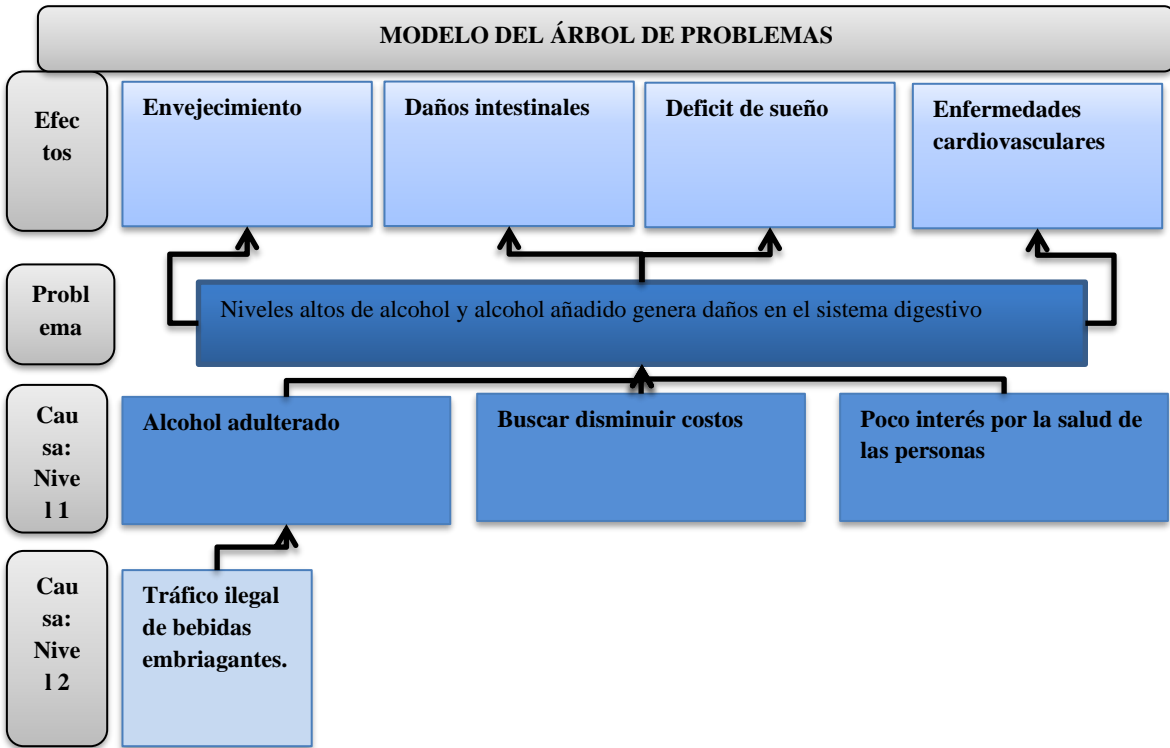 MODELO DEL ÁRBOL DE PROBLEMAS
Efec
tos
Envejecimiento
Daños intestinales
Deficit de sueño
Enfermedades
cardiovasculares
Probl
ema
Niveles altos de alcohol y alcohol añadido genera daños en el sistema digestivo
Cau
sa:
Nive
l 1
Alcohol adulterado
Buscar disminuir costos
Poco interés por la salud de
las personas
Cau
sa:
Nive
l 2
Tráfico ilegal
de bebidas
embriagantes.